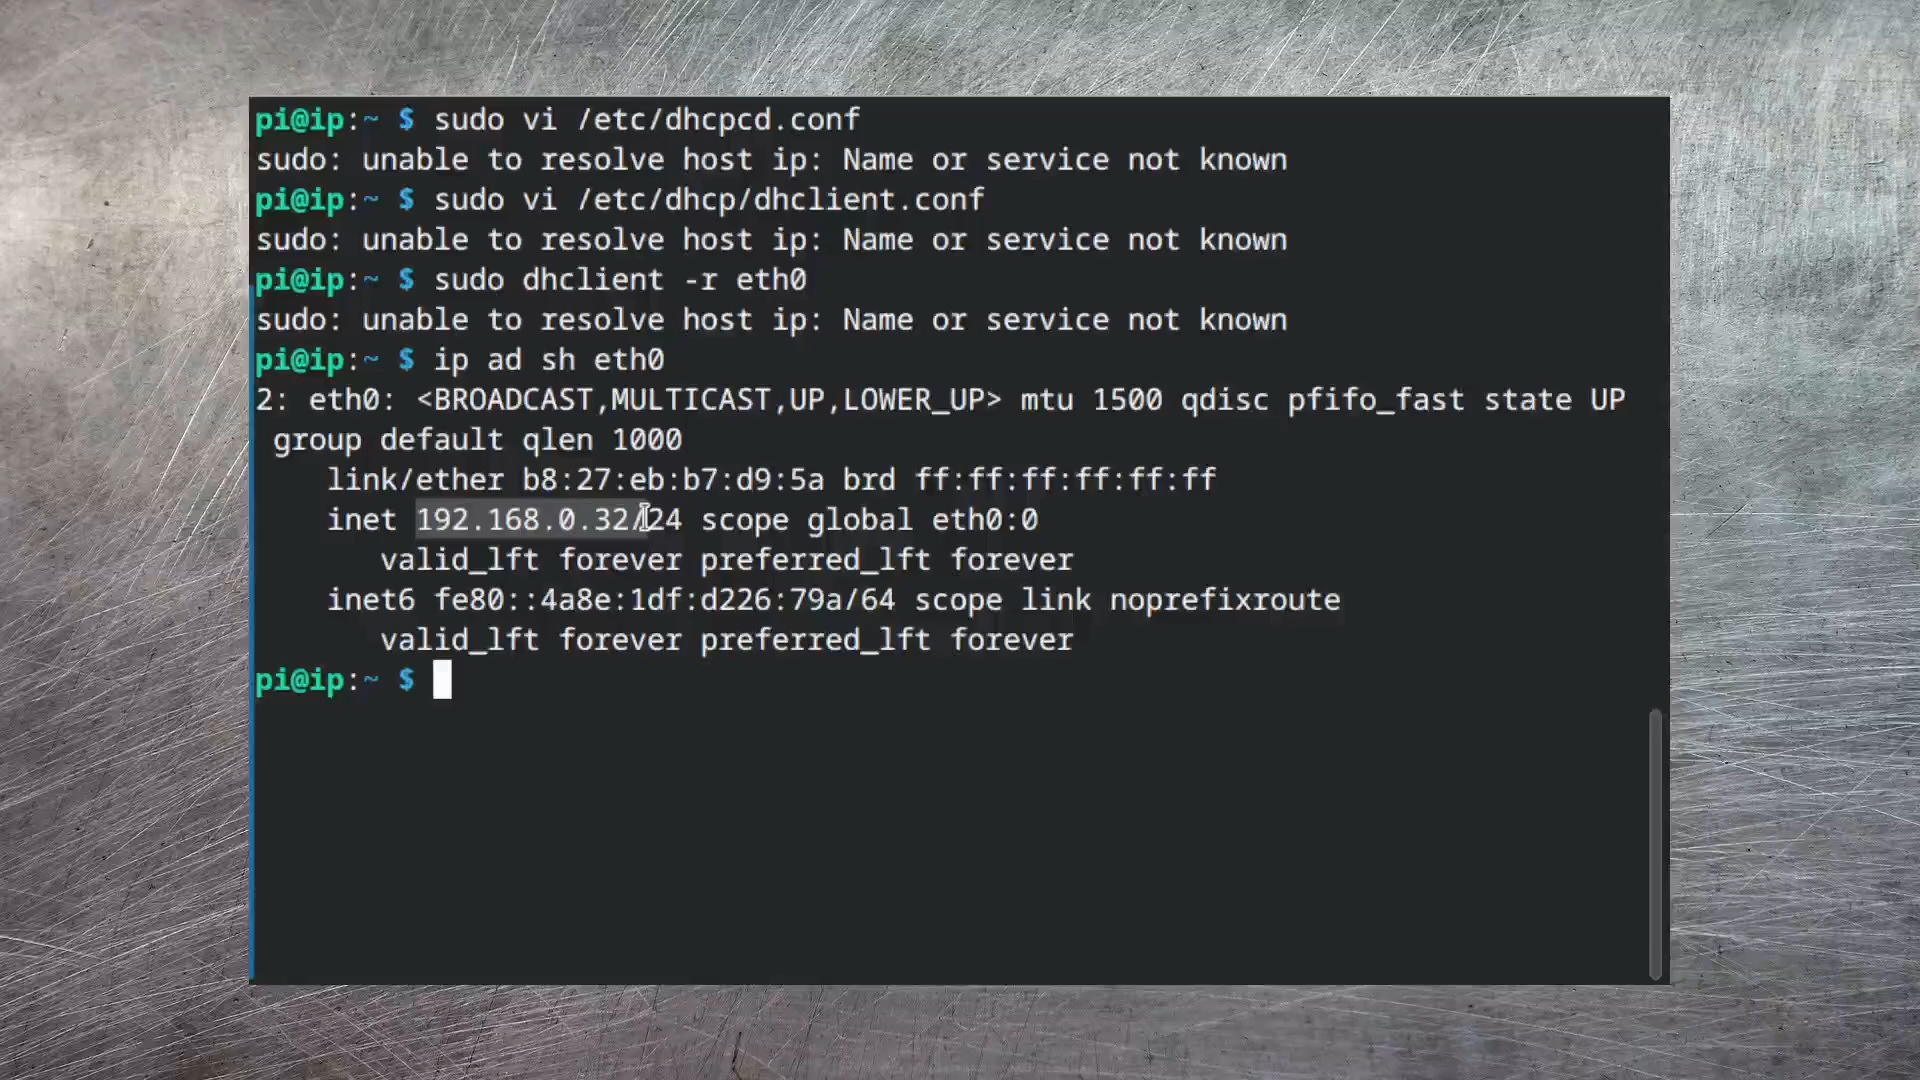 pi@ip:~ $ sudo vi /etc/dhcpcd.conf
sudo: unable to resolve host ip: Name or service not known
pi@ip:~ $ sudo vi /etc/dhcp/dhclient.conf
sudo: unable to resolve host ip: Name or service not known
pi@ip:~ $ sudo dhclient -r eth0
sudo: unable to resolve host ip: Name or service not known
pi@ip:~ $ ip ad sh eth0
2: eth0: <BROADCAST,MULTICAST,UP,LOWER_UP> mtu 1500 qdisc pfifo_fast state UP
 group default qlen 1000
    link/ether b8:27:eb:b7:d9:5a brd ff:ff:ff:ff:ff:ff
    inet 192.168.0.32/24 scope global eth0:0
       valid_lft forever preferred_lft forever
    inet6 fe80::4a8e:1df:d226:79a/64 scope link noprefixroute
       valid_lft forever preferred_lft forever
pi@ip:~ $